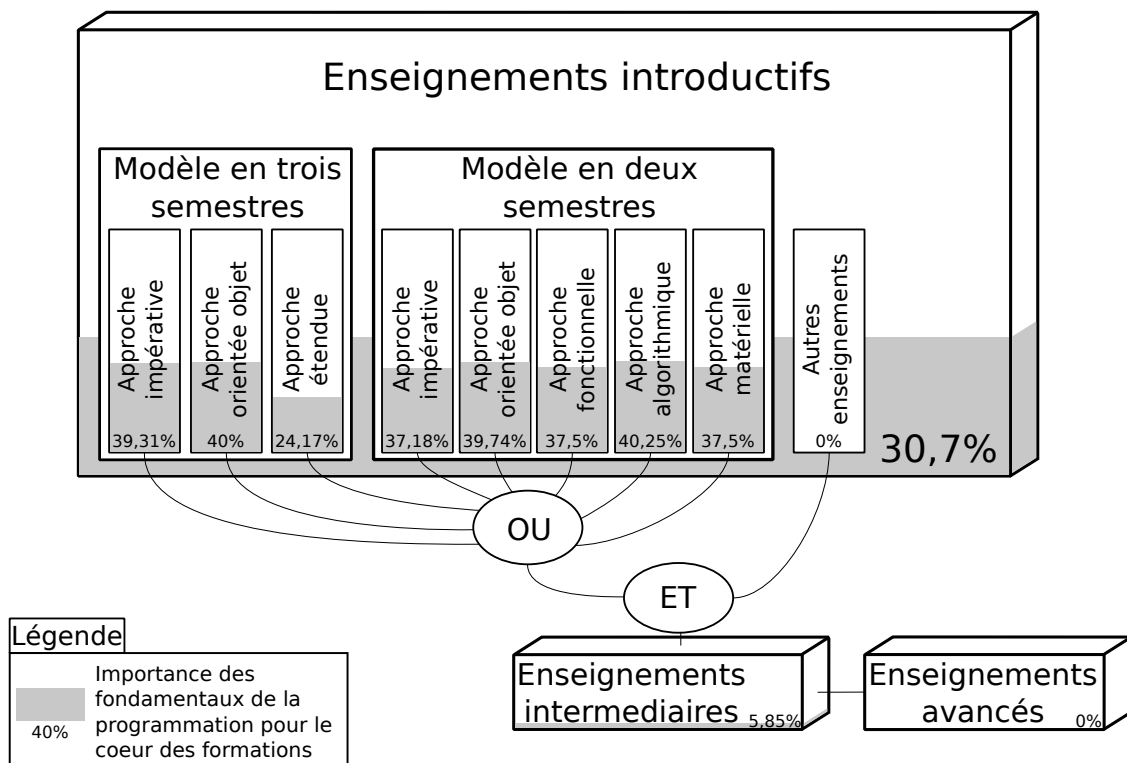 Enseignements introductifs
Modèle en trois
semestres
Approche
impérative
39,31%
Approche
orientée objet
40%
Approche
étendue
24,17%
Modèle en deux
semestres
Approche
impérative
37,18%
Approche
orientée objet
39,74%
Approche
fonctionnelle
37,5%
Approche
algorithmique
40,25%
Approche
matérielle
37,5%
Autres
enseignements
0%
30,7%
OU
ET
Légende
Importance des
fondamentaux de la
programmation pour le
coeur des formations
40%
Enseignements
intermediaires
5,85%
Enseignements
avancés
0%